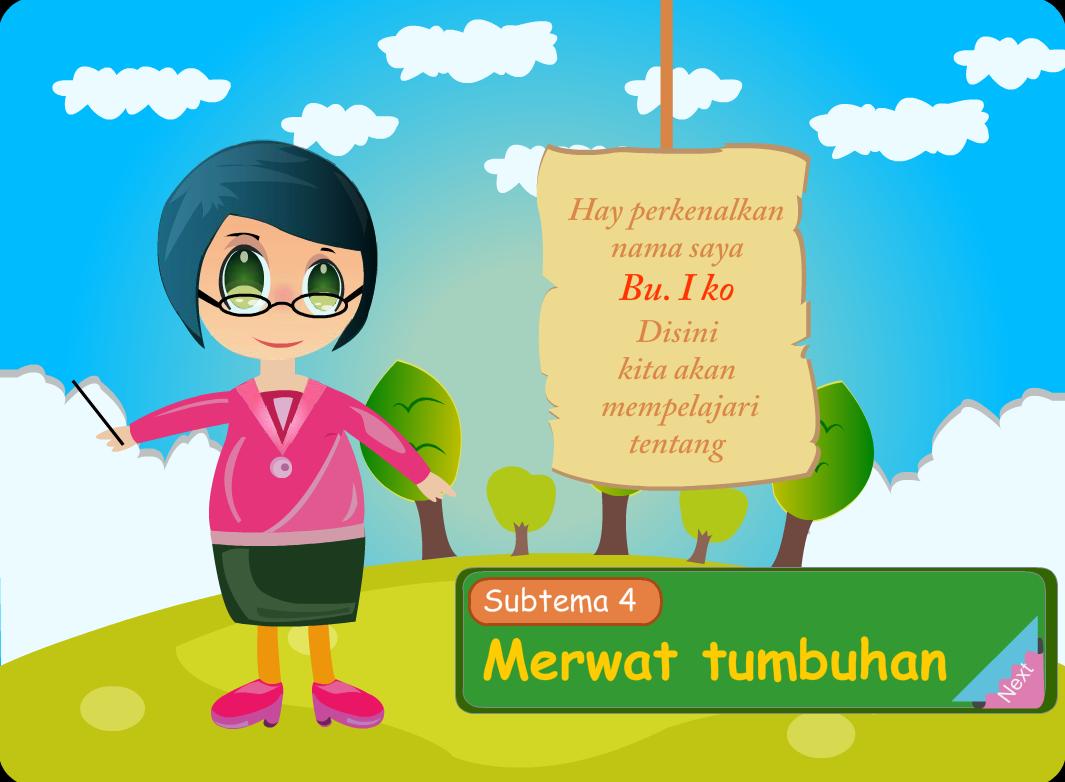 Hay perkenalkan
nama saya
Bu. I ko
Disini
kita akan
mempelajari
tentang
Subtema 4
Merwat tumbuhan
Next